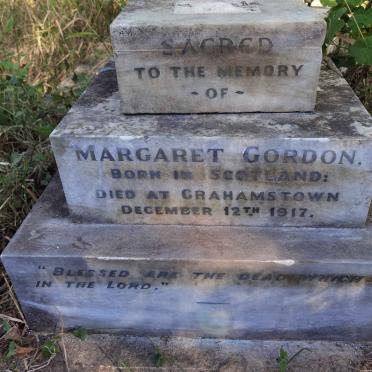 SACRED
TO THE MEMORY
- OF -
MARGARET GORDON.
BORN IN SCOTLAND:
DIED AT GRAHAMSTOWN
DECEMBER 12TH 1917.
"BLESSED ARE THE DEAD WHICH
IN THE LORD."